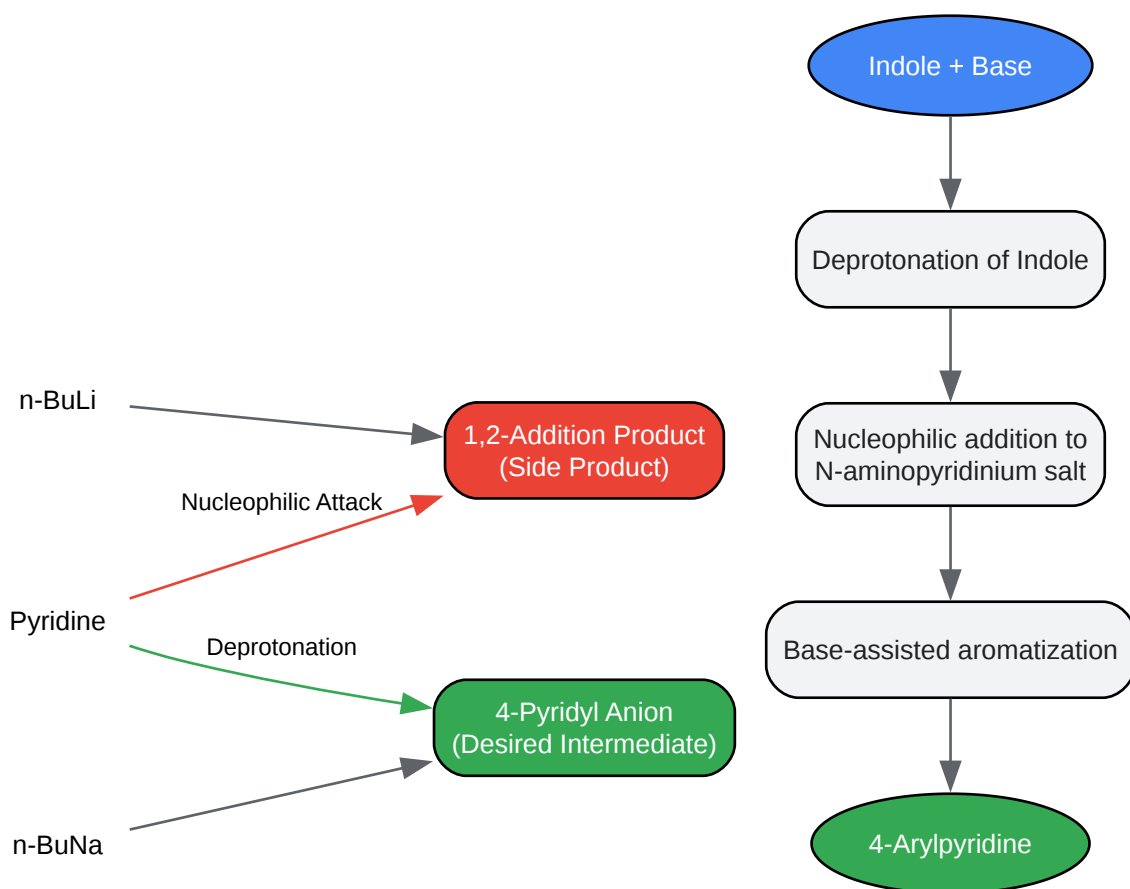 Indole + Base
Deprotonation of Indole
n-BuLi
1,2-Addition Product
(Side Product)
Nucleophilic addition to
N-aminopyridinium salt
Nucleophilic Attack
Pyridine
Deprotonation
Base-assisted aromatization
4-Pyridyl Anion
(Desired Intermediate)
n-BuNa
4-Arylpyridine